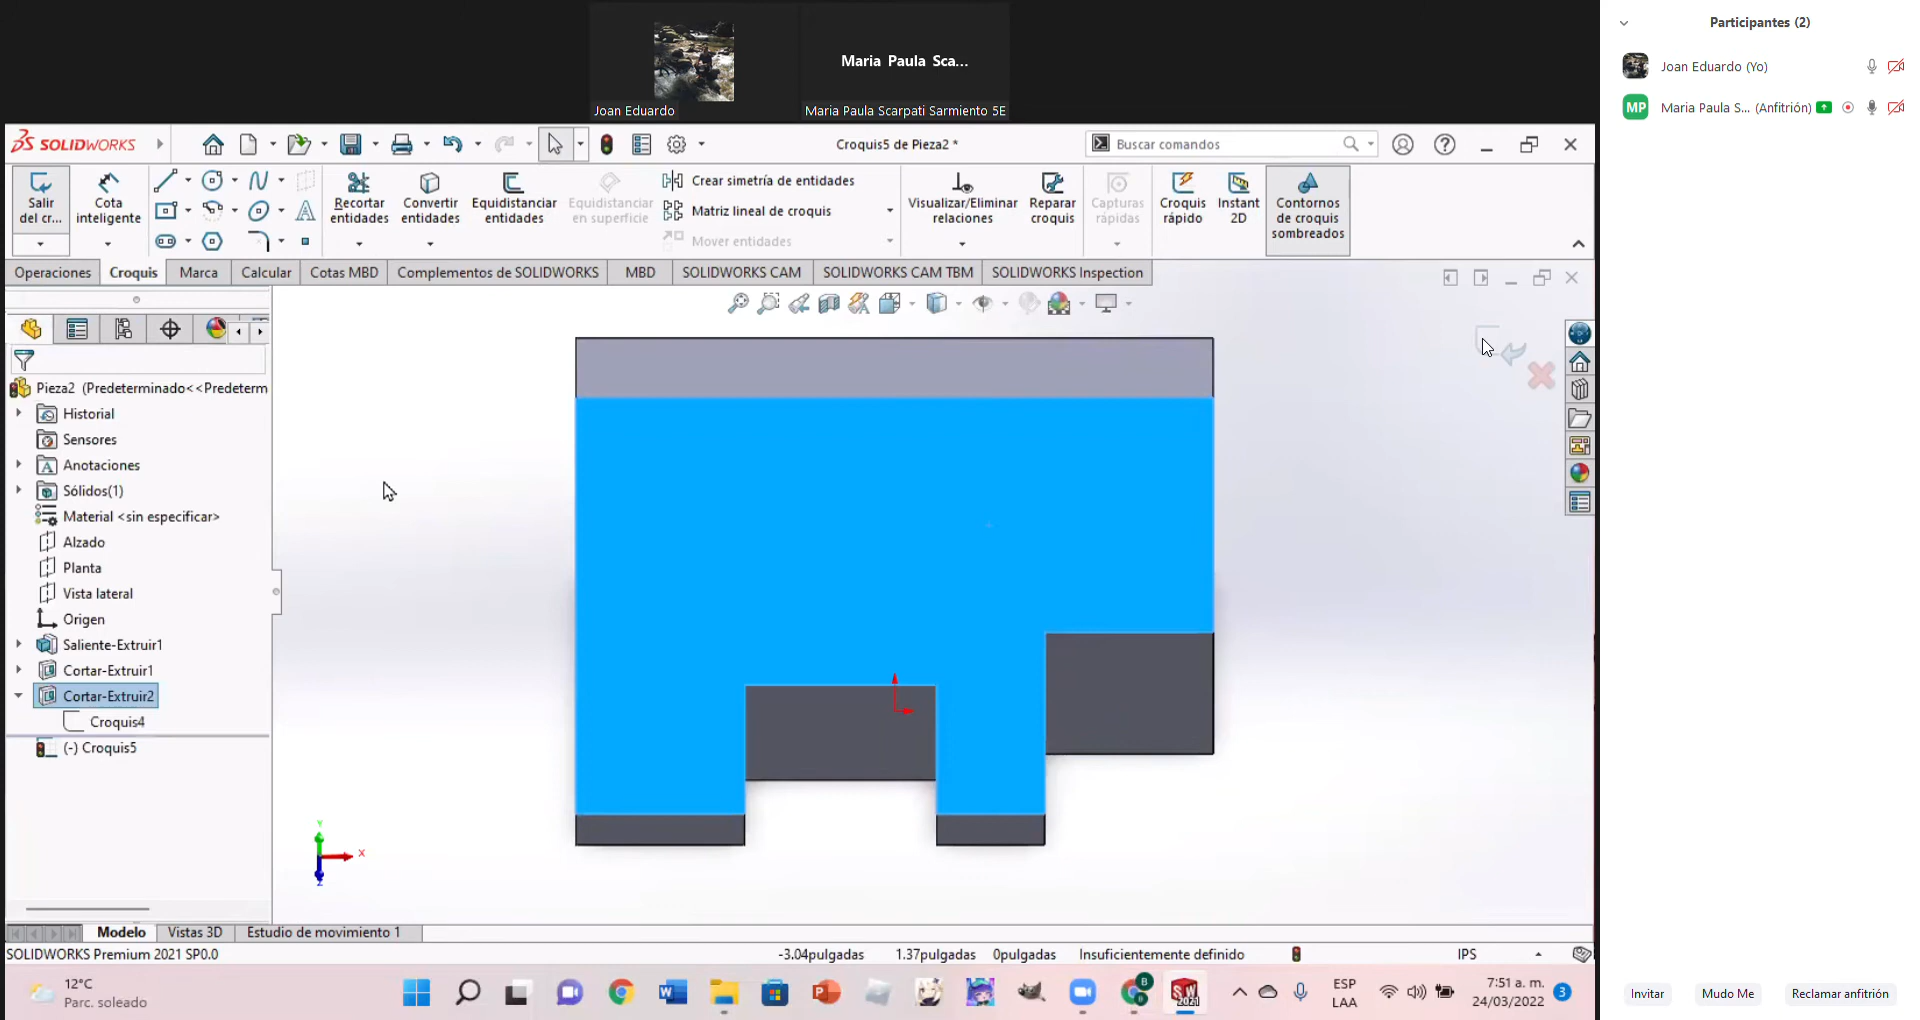 Participantes (2)
Joan Eduardo (Yo)
MP
Maria Paula S... (Anfitrión)
Maria Paula Sca...
Joan Eduardo
Maria Paula Scarpati Sarmiento 5E
SOLIDWORKS
Croquis5 de Pieza2 *
Buscar comandos
Salir
del cr...
Cota
inteligente
Recortar
entidades
Convertir
entidades
Equidistanciar
entidades
Equidistanciar
en superficie
Crear simetría de entidades
Matriz lineal de croquis
Mover entidades
Visualizar/Eliminar
relaciones
Reparar
croquis
Capturas
rápidas
Croquis
rápido
Instant
2D
Contornos
de croquis
sombreados
Operaciones
Croquis
Marca
Calcular
Cotas MBD
Complementos de SOLIDWORKS
MBD
SOLIDWORKS CAM
SOLIDWORKS CAM TBM
SOLIDWORKS Inspection
Pieza2 (Predeterminado<<Predeterm
Historial
Sensores
Anotaciones
Sólidos(1)
Material <sin especificar>
Alzado
Planta
Vista lateral
Origen
Saliente-Extruir1
Cortar-Extruir1
Cortar-Extruir2
Croquis4
(-) Croquis5
Y
X
Z
Modelo
Vistas 3D
Estudio de movimiento 1
SOLIDWORKS Premium 2021 SP0.0
-3.04pulgadas
1.37pulgadas
0pulgadas
Insuficientemente definido
IPS
12°C
Parc. soleado
ESP
LAA
7:51 a. m.
24/03/2022
3
Invitar
Mudo Me
Reclamar anfitrión